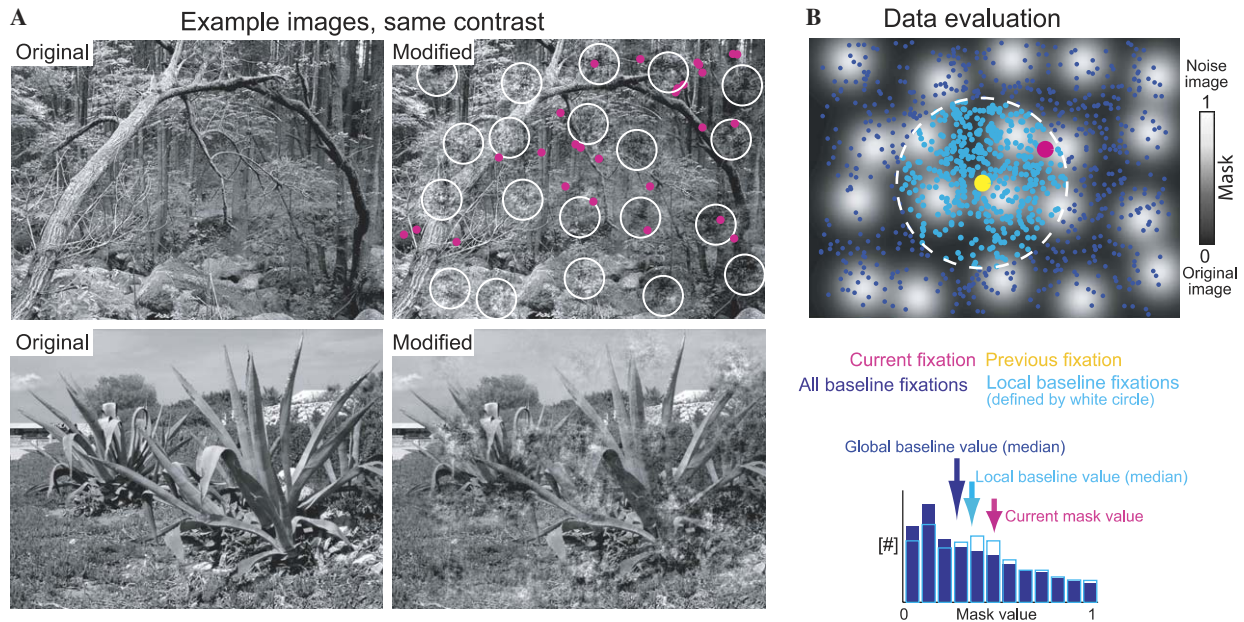 A
Example images, same contrast
Original
Modified
Original
Modified
B
Data evaluation
Noise
image
1
Mask
0
Original
image
Current fixation
Previous fixation
All baseline fixations
Local baseline fixations
(defined by white circle)
Global baseline value (median)
Local baseline value (median)
Current mask value
[#]
0
Mask value
1